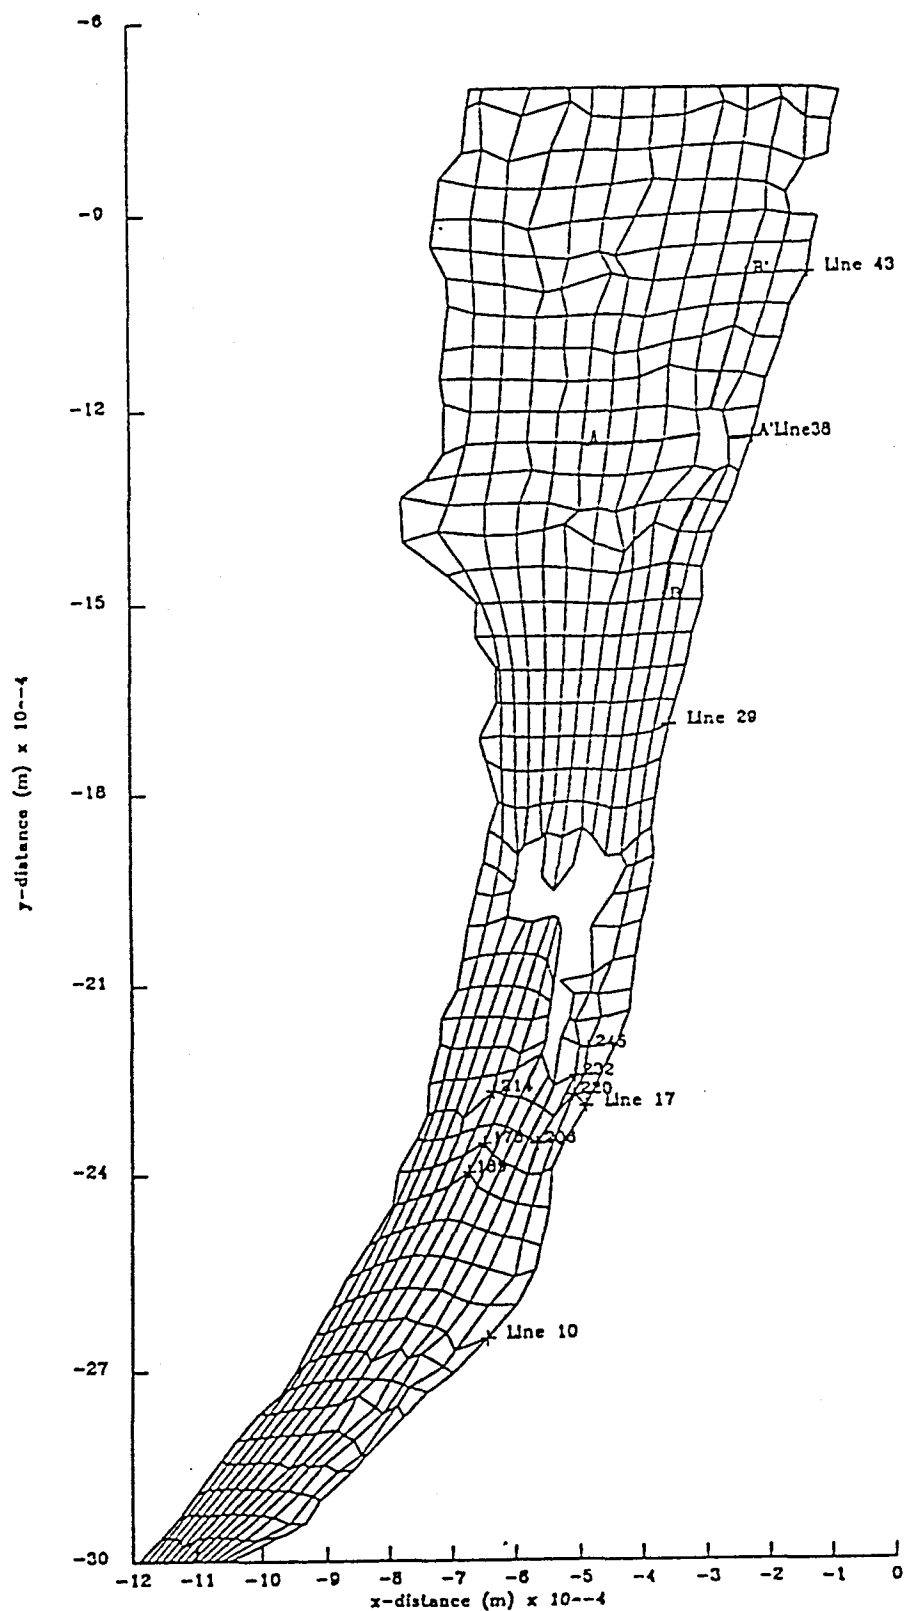 -6
-9
B'
Line 43
-12
A
A'Line38
B
-15
y-distance (m) x 10--4
Line 29
-18
-21
245
232
214
220
Line 17
208
-24
Line 10
-27
-30
-12 -11 -10 -9 -8 -7 -6 -5 -4 -3 -2 -1 0
x-distance (m) x 10--4